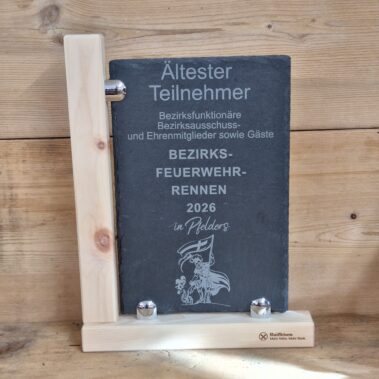 Ältester
Teilnehmer
Bezirksfunktionäre
Bezirksausschuss-
und Ehrenmitglieder sowie Gäste
BEZIRKS-
FEUERWEHR-
RENNEN
2026
in Pfelders